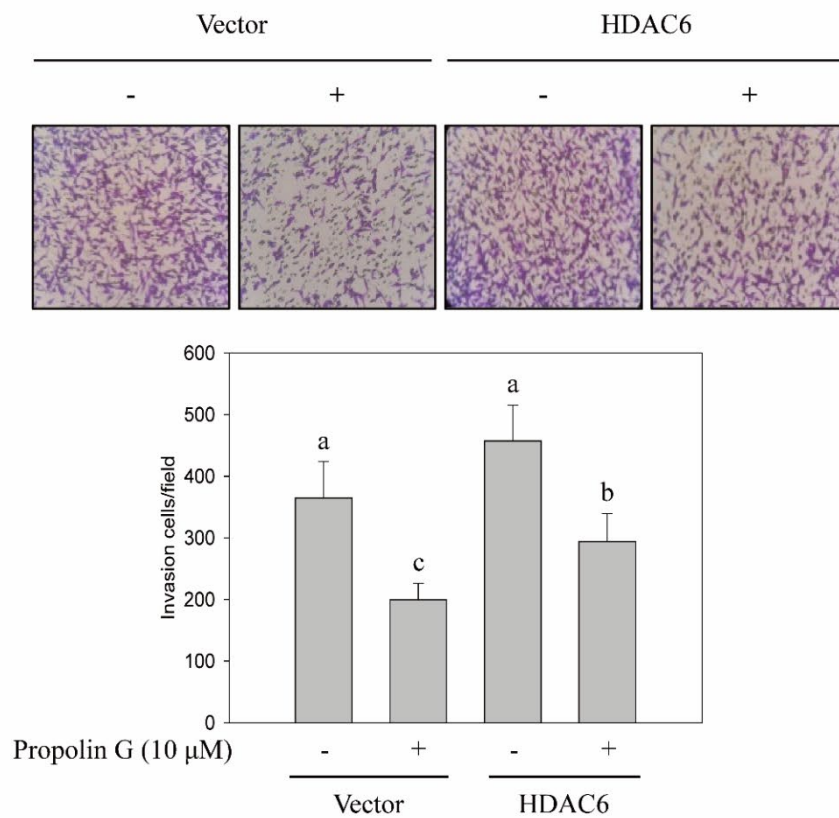 Vector HDAC6
- + - +
600
500
400
300
200
100
0
Invasion cells/field
a
c
a
b
Propolin G (10 μM) - + - +
Vector HDAC6